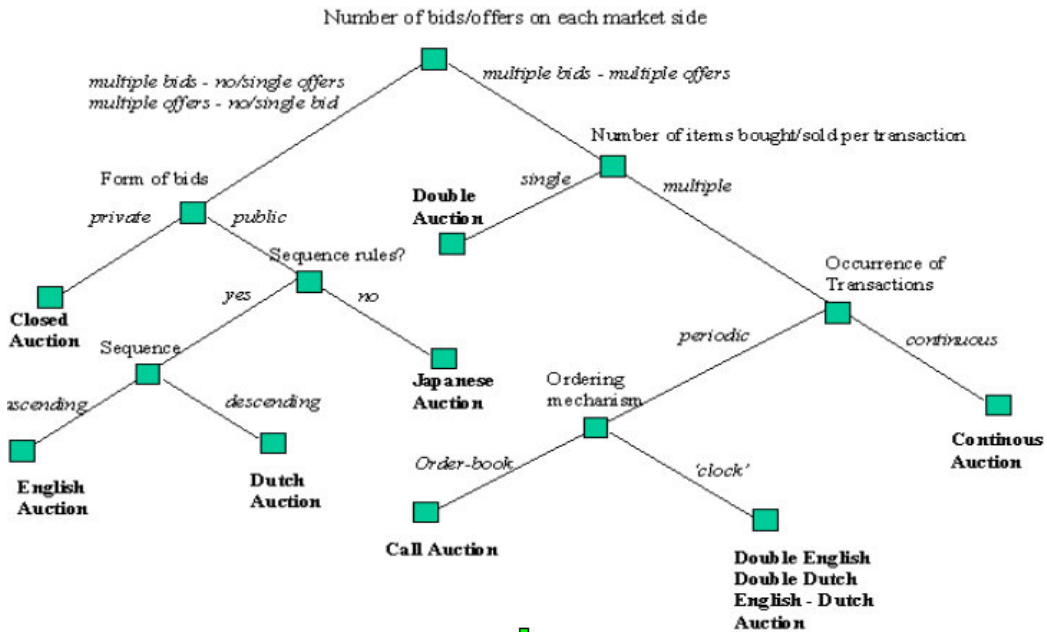 Number of bids/offers on each market side
multiple bids - no/single offers
multiple offers - no/single bid
multiple bids - multiple offers
Number of items bought/sold per transaction
Form of bids
single
multiple
Double
Auction
private
public
Sequence rules?
Occurrence of
Transactions
yes
no
Closed
Auction
periodic
continuous
Sequence
Japanese
Auction
Ordering
mechanism
ascending
descending
Continous
Auction
Order-book
'clock'
English
Auction
Dutch
Auction
Call Auction
Double English
Double Dutch
English - Dutch
Auction